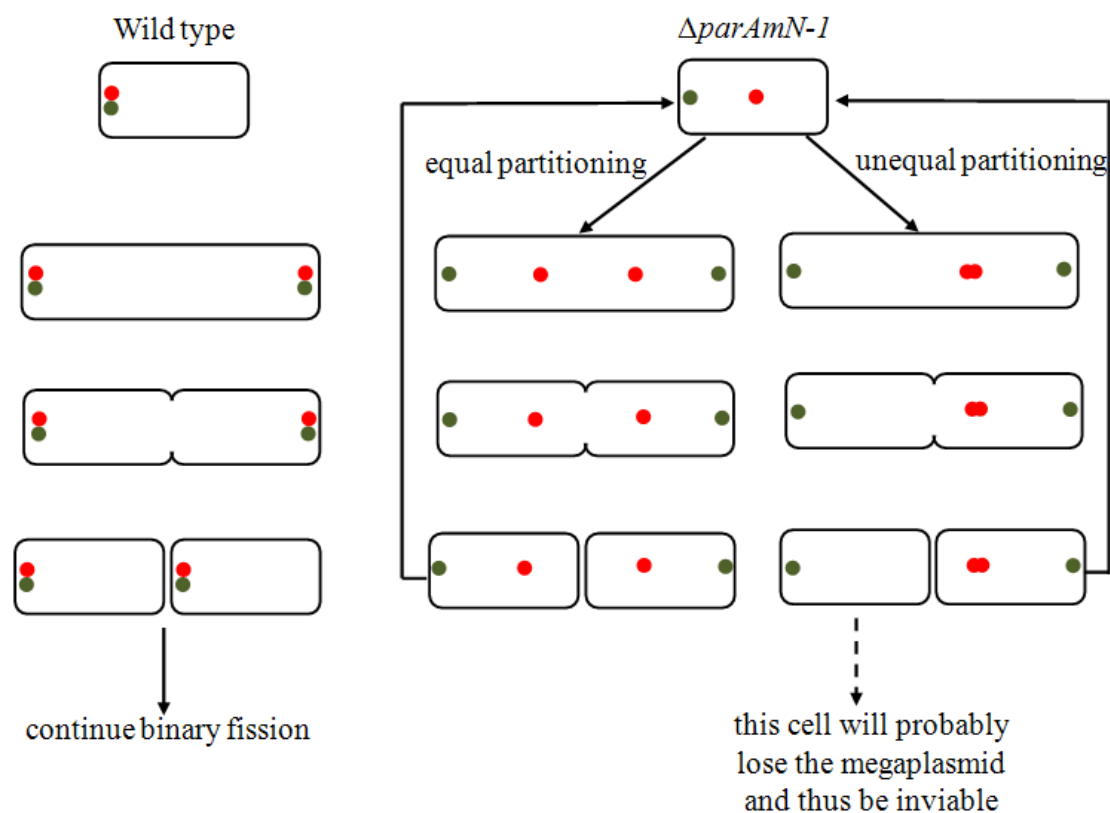 Wild type
ΔparAmN-1
equal partitioning
unequal partitioning
continue binary fission
this cell will probably
lose the megaplasmid
and thus be inviable